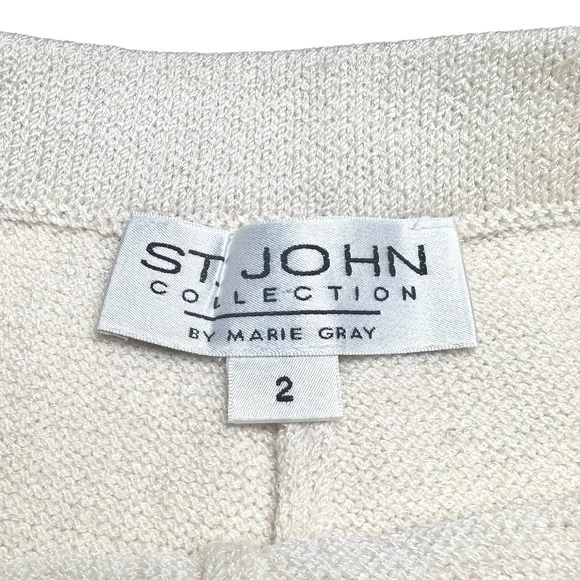 ST. JOHN
COLLECTION
BY MARIE GRAY
2